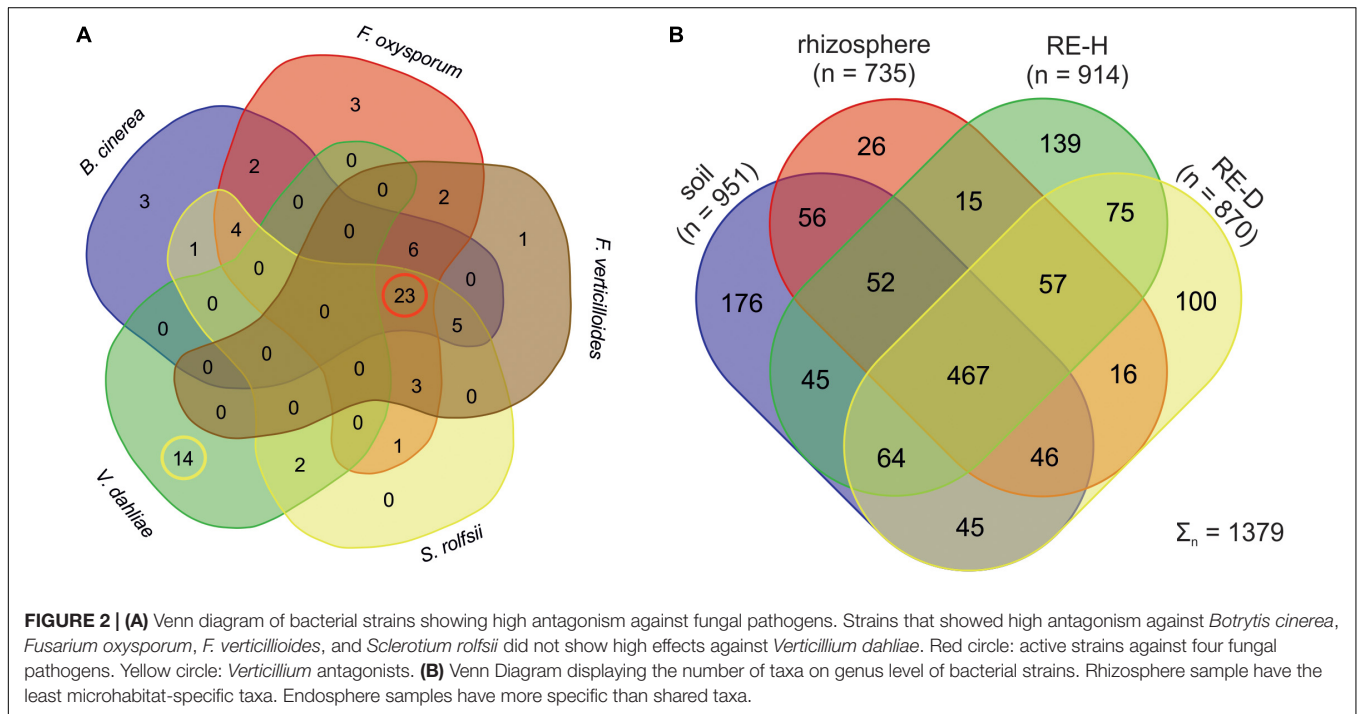 A
F. oxysporum
B. cinerea
F. verticilloides
V. dahliae
S. rolfsii
3
0
2
0
2
3
0
1
4
0
6
1
0
0
0
0
23
5
0
0
0
0
3
0
0
0
0
1
14
2
0
B
rhizosphere
(n = 735)
RE-H
(n = 914)
soil
(n = 951)
RE-D
(n = 870)
26
139
56
15
75
176
52
57
100
45
467
16
64
46
45
Σn = 1379
FIGURE 2 | (A) Venn diagram of bacterial strains showing high antagonism against fungal pathogens. Strains that showed high antagonism against Botrytis cinerea,
Fusarium oxysporum, F. verticillioides, and Sclerotium rolfsii did not show high effects against Verticillium dahliae. Red circle: active strains against four fungal
pathogens. Yellow circle: Verticillium antagonists. (B) Venn Diagram displaying the number of taxa on genus level of bacterial strains. Rhizosphere sample have the
least microhabitat-specific taxa. Endosphere samples have more specific than shared taxa.